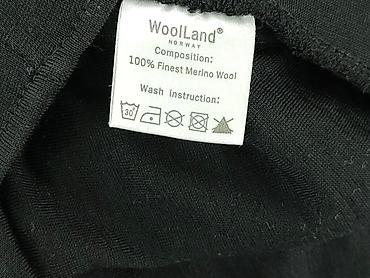 WoolLand®
NORWAY
Composition:
100% Finest Merino Wool
Wash Instruction:
30°